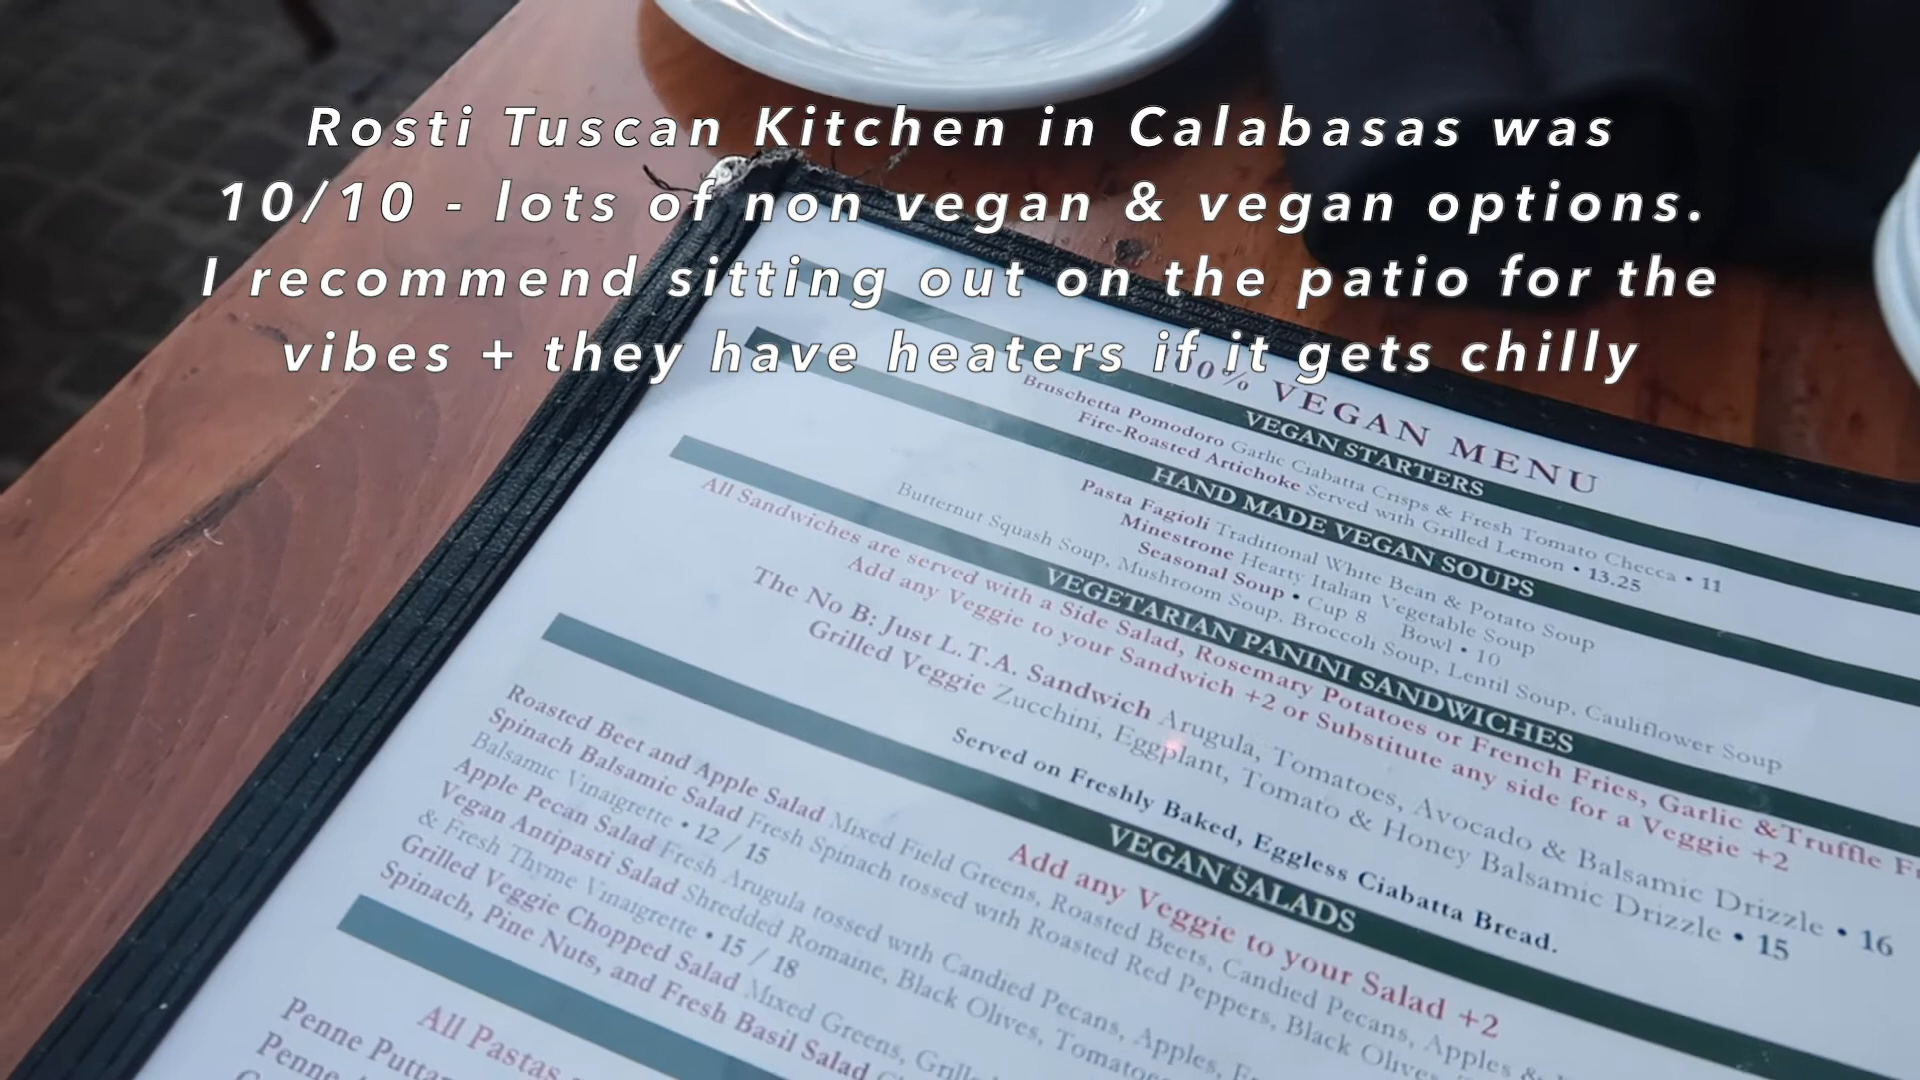 Rosti Tuscan Kitchen in Calabasas was
10/10 - lots of non vegan & vegan options.
I recommend sitting out on the patio for the
vibes + they have heaters if it gets chilly
VEGAN MENU
VEGAN STARTERS
Bruschetta Pomodoro Garlic Ciabatta Crisps & Fresh Tomato Checca • 11
Fire-Roasted Artichoke Served with Grilled Lemon • 13.25
HAND MADE VEGAN SOUPS
Pasta Fagioli Traditional White Bean & Potato Soup
Minestrone Hearty Italian Vegetable Soup
Seasonal Soup • Cup 8 Bowl • 10
Butternut Squash Soup, Mushroom Soup, Broccoli Soup, Lentil Soup, Cauliflower Soup
VEGETARIAN PANINI SANDWICHES
All Sandwiches are served with a Side Salad, Rosemary Potatoes or French Fries, Garlic &Truffle
Add any Veggie to your Sandwich +2 or Substitute any side for a Veggie +2
The No B: Just L.T.A. Sandwich Arugula, Tomatoes, Avocado & Balsamic Drizzle • 16
Grilled Veggie Zucchini, Eggplant, Tomato & Honey Balsamic Drizzle • 15
Served on Freshly Baked, Eggless Ciabatta Bread.
VEGAN SALADS
Add any Veggie to your Salad +2
Roasted Beet and Apple Salad Mixed Field Greens, Roasted Beets, Candied Pecans, Apples &
Spinach Balsamic Salad Fresh Spinach tossed with Roasted Red Peppers, Black Olives,
Balsamic Vinaigrette • 12 / 15
Apple Pecan Salad Fresh Arugula tossed with Candied Pecans, Apples,
Vegan Antipasti Salad Shredded Romaine, Black Olives,
& Fresh Thyme Vinaigrette • 15 / 18
Grilled Veggie Chopped Salad Mixed Greens,
Spinach, Pine Nuts, and Fresh Basil Salad
All Pastas
Penne
Penne